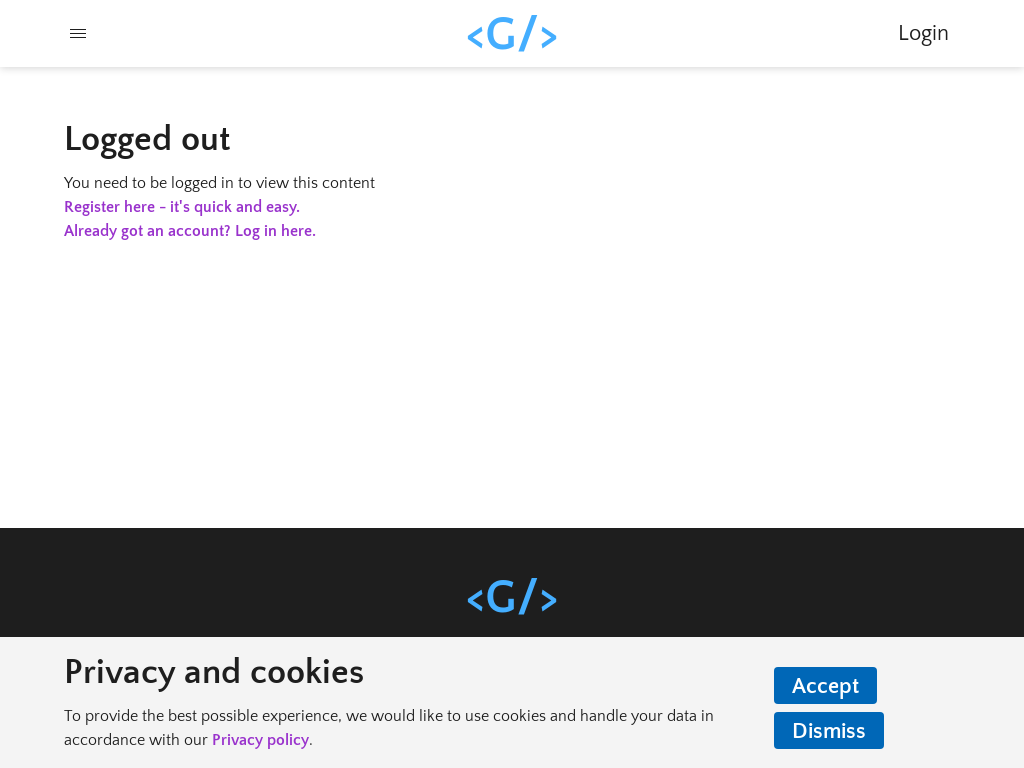 <G/>
Login
Logged out
You need to be logged in to view this content
Register here - it's quick and easy.
Already got an account? Log in here.
<G/>
Privacy and cookies
To provide the best possible experience, we would like to use cookies and handle your data in
accordance with our Privacy policy.
Accept
Dismiss